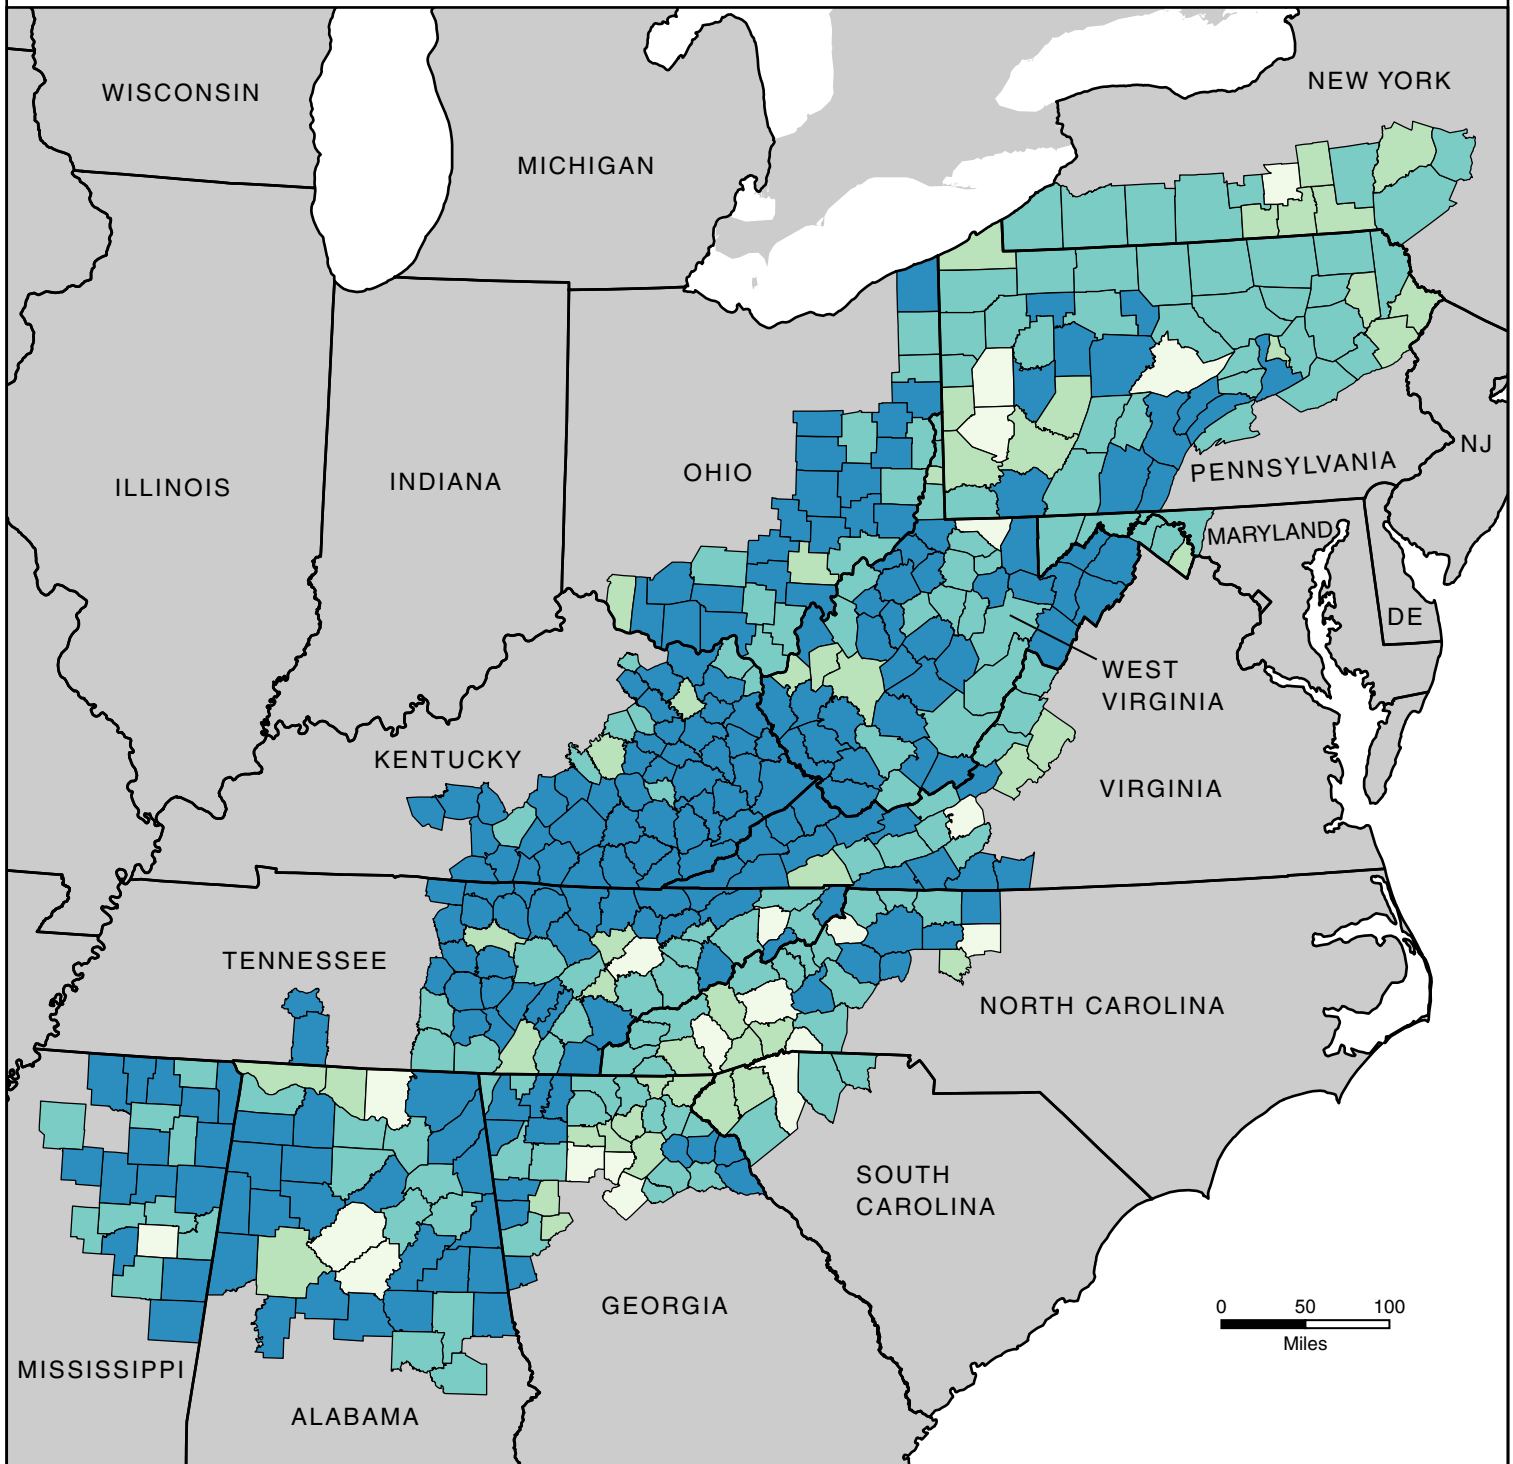 NEW YORK
WISCONSIN
MICHIGAN
NJ
PENNSYLVANIA
OHIO
INDIANA
ILLINOIS
MARYLAND
DE
WEST
VIRGINIA
KENTUCKY
VIRGINIA
TENNESSEE
NORTH CAROLINA
SOUTH
CAROLINA
GEORGIA
0 50 100
Miles
MISSISSIPPI
ALABAMA